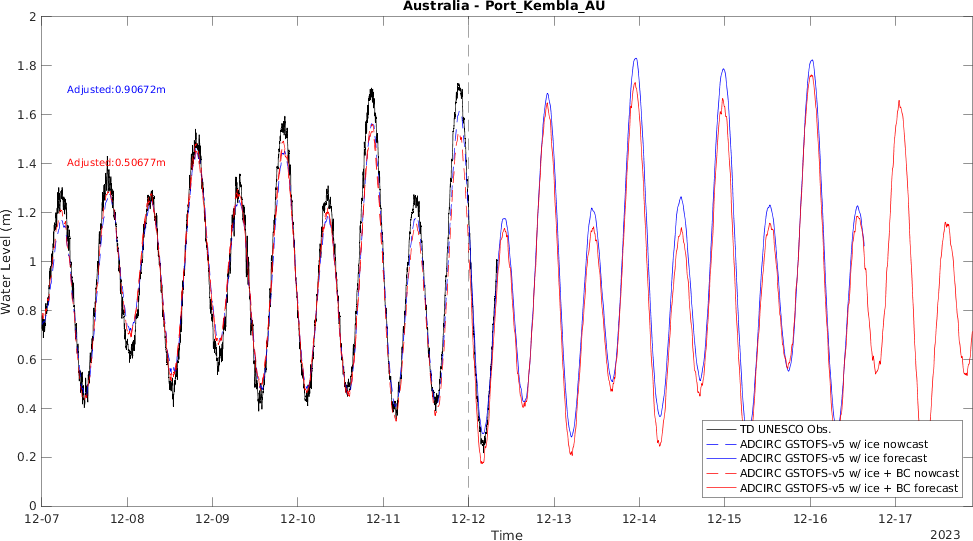 Australia - Port_Kembla_AU
Adjusted:0.90672m
Adjusted:0.50677m
Water Level (m)
2
1.8
1.6
1.4
1.2
1
0.8
0.6
0.4
0.2
0
TD UNESCO Obs.
ADCIRC GSTOFS-v5 w/ ice nowcast
ADCIRC GSTOFS-v5 w/ ice forecast
ADCIRC GSTOFS-v5 w/ ice + BC nowcast
ADCIRC GSTOFS-v5 w/ ice + BC forecast
12-07 12-08 12-09 12-10 12-11 12-12 12-13 12-14 12-15 12-16 12-17
Time
2023